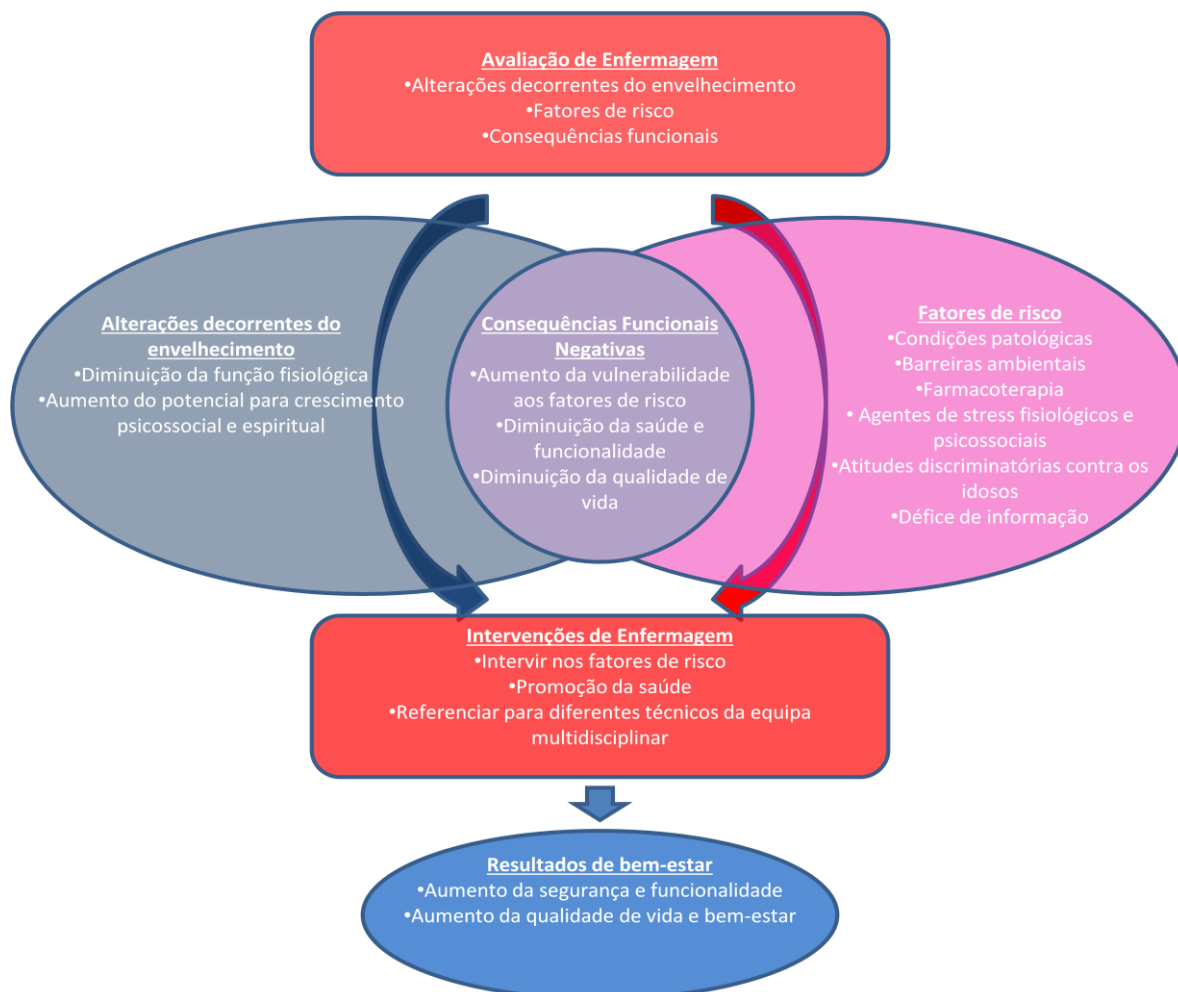 Avaliação de Enfermagem
•Alterações decorrentes do envelhecimento
•Fatores de risco
•Consequências funcionais
Alterações decorrentes do
envelhecimento
•Diminuição da função fisiológica
•Aumento do potencial para crescimento
psicossocial e espiritual
Consequências Funcionais
Negativas
•Aumento da vulnerabilidade
aos fatores de risco
•Diminuição da saúde e
funcionalidade
•Diminuição da qualidade de
vida
Fatores de risco
•Condições patológicas
•Barreiras ambientais
•Farmacoterapia
• Agentes de stress fisiológicos e
psicossociais
•Atitudes discriminatórias contra os
idosos
•Défice de informação
Intervenções de Enfermagem
•Intervir nos fatores de risco
•Promoção da saúde
•Referenciar para diferentes técnicos da equipa
multidisciplinar
Resultados de bem-estar
•Aumento da segurança e funcionalidade
•Aumento da qualidade de vida e bem-estar